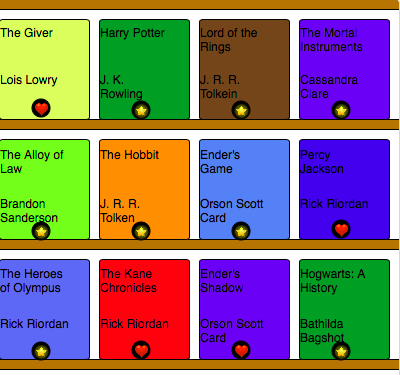 The Giver
Lois Lowry
Harry Potter
J. K.
Rowling
Lord of the
Rings
J. R. R.
Tolkein
The Mortal
Instruments
Cassandra
Clare
The Alloy of
Law
Brandon
Sanderson
The Hobbit
J. R. R.
Tolken
Ender's
Game
Orson Scott
Card
Percy
Jackson
Rick Riordan
The Heroes
of Olympus
Rick Riordan
The Kane
Chronicles
Rick Riordan
Ender's
Shadow
Orson Scott
Card
Hogwarts: A
History
Bathilda
Bagshot